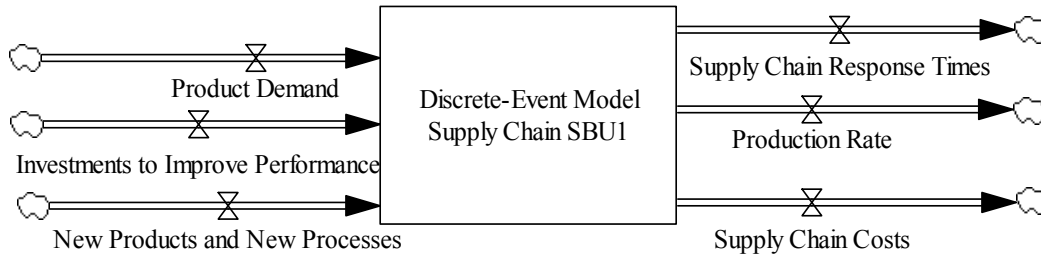 Product Demand
Investments to Improve Performance
New Products and New Processes
Discrete-Event Model
Supply Chain SBU1
Supply Chain Response Times
Production Rate
Supply Chain Costs